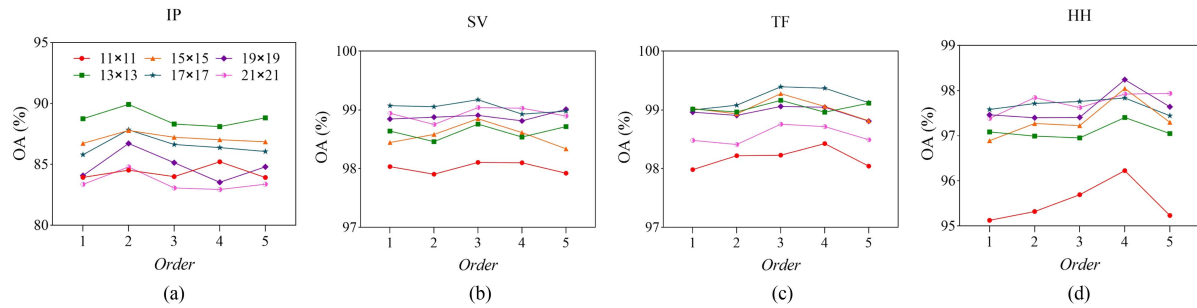 IP
OA (%)
95
90
85
80
11×11
15×15
19×19
13×13
17×17
21×21
1 2 3 4 5
Order
(a)
SV
OA (%)
100
99
98
97
1 2 3 4 5
Order
(b)
TF
OA (%)
100
99
98
97
1 2 3 4 5
Order
(c)
HH
OA (%)
99
98
97
96
95
1 2 3 4 5
Order
(d)